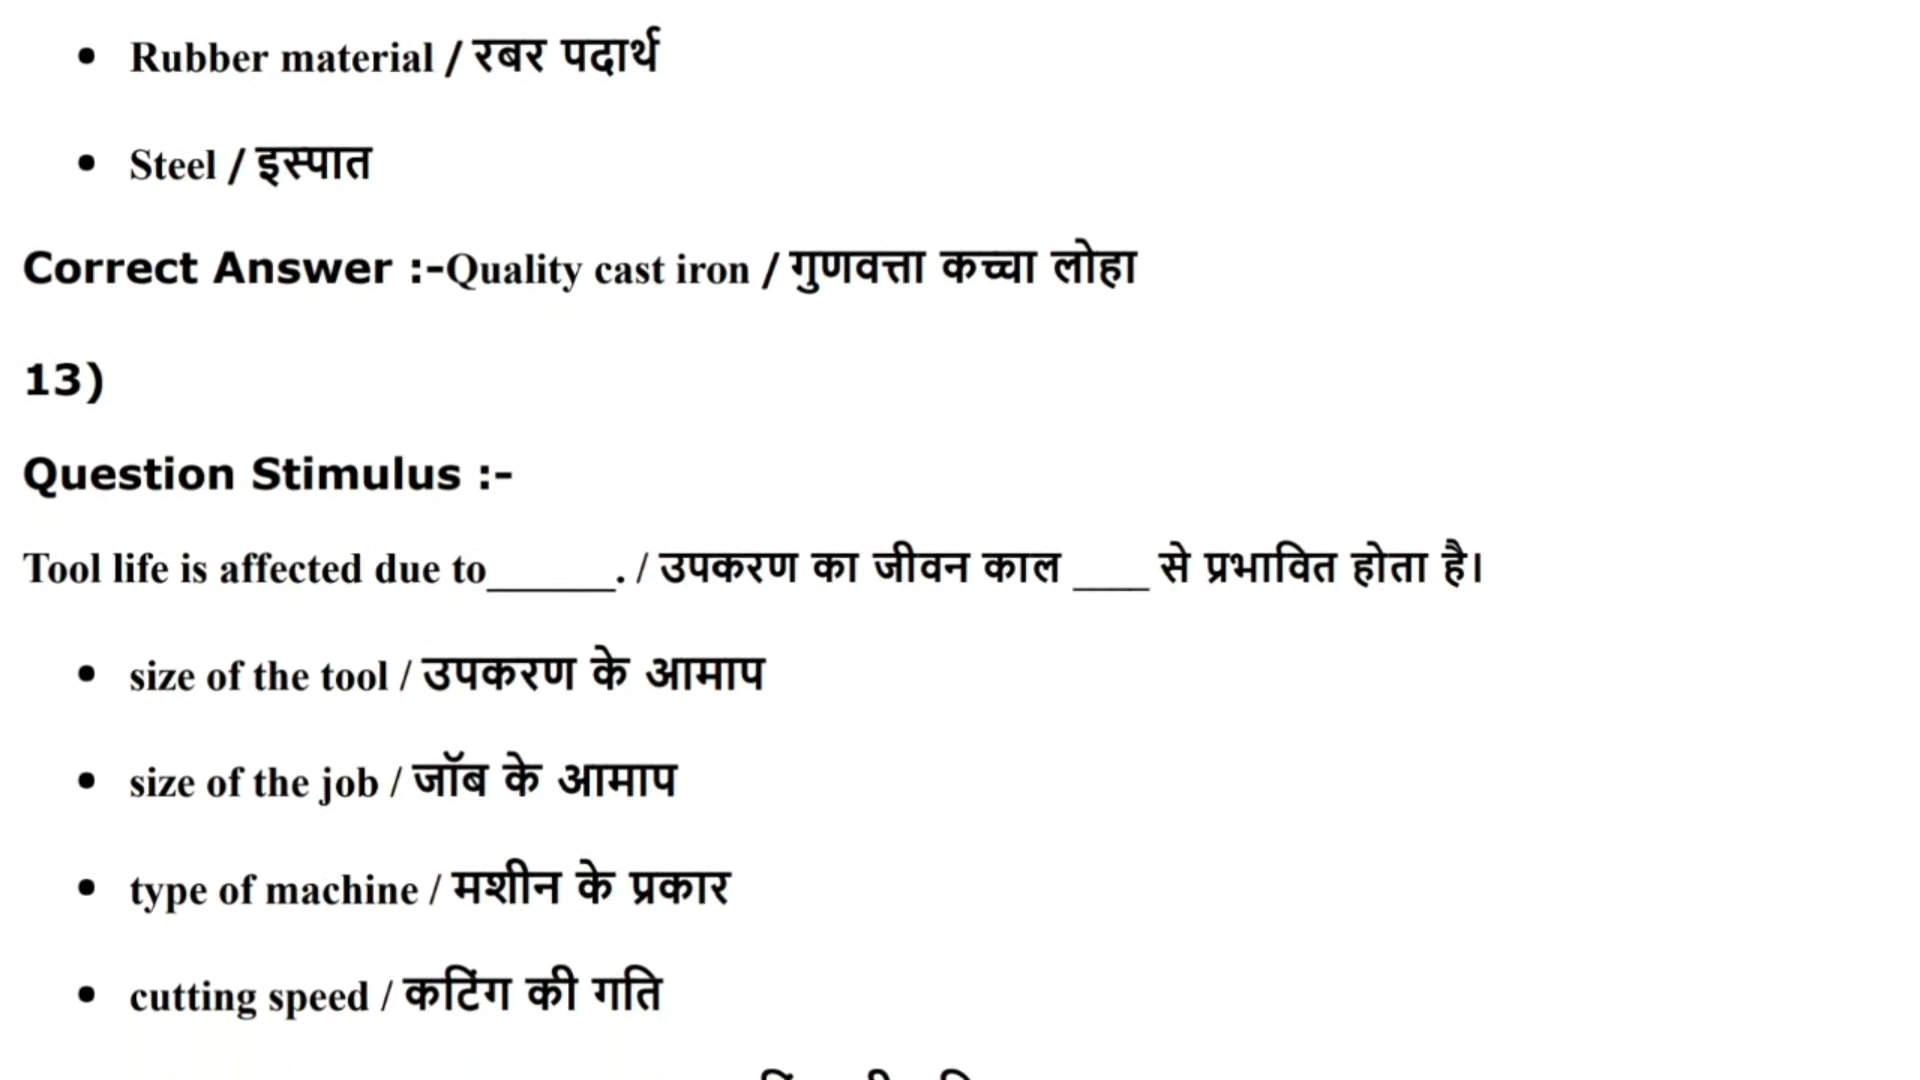 • Rubber material / रबर पदार्थ
• Steel / इस्पात
Correct Answer :-Quality cast iron / गुणवत्ता कच्चा लोहा
13)
Question Stimulus :-
Tool life is affected due to______. / उपकरण का जीवन काल ____ से प्रभावित होता है।
• size of the tool / उपकरण के आमाप
• size of the job / जॉब के आमाप
• type of machine / मशीन के प्रकार
• cutting speed / कटिंग की गति